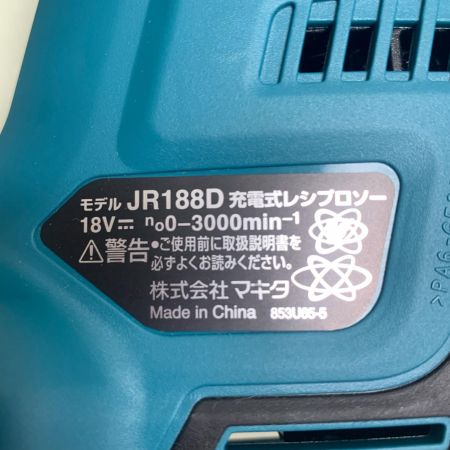 モデル JR188D 充電式レシプロソー
18V⎓ n₀0-3000min⁻¹
⚠警告 •ご使用前に取扱説明書を
必ずよくお読みください。
株式会社 マキタ
Made in China 853U65-5
>PA6-GF